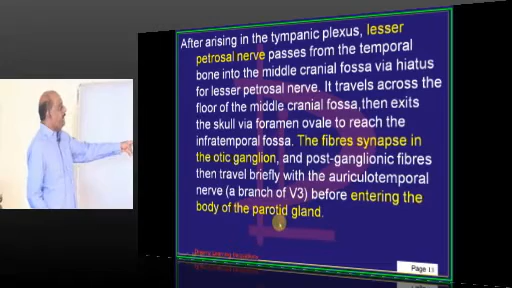 After arising in the tympanic plexus, lesser
petrosal nerve passes from the temporal
bone into the middle cranial fossa via hiatus
for lesser petrosal nerve. It travels across the
floor of the middle cranial fossa,then exits
the skull via foramen ovale to reach the
infratemporal fossa. The fibres synapse in
the otic ganglion, and post-ganglionic fibres
then travel briefly with the auriculotemporal
nerve (a branch of V3) before entering the
body of the parotid gland.
Page 11